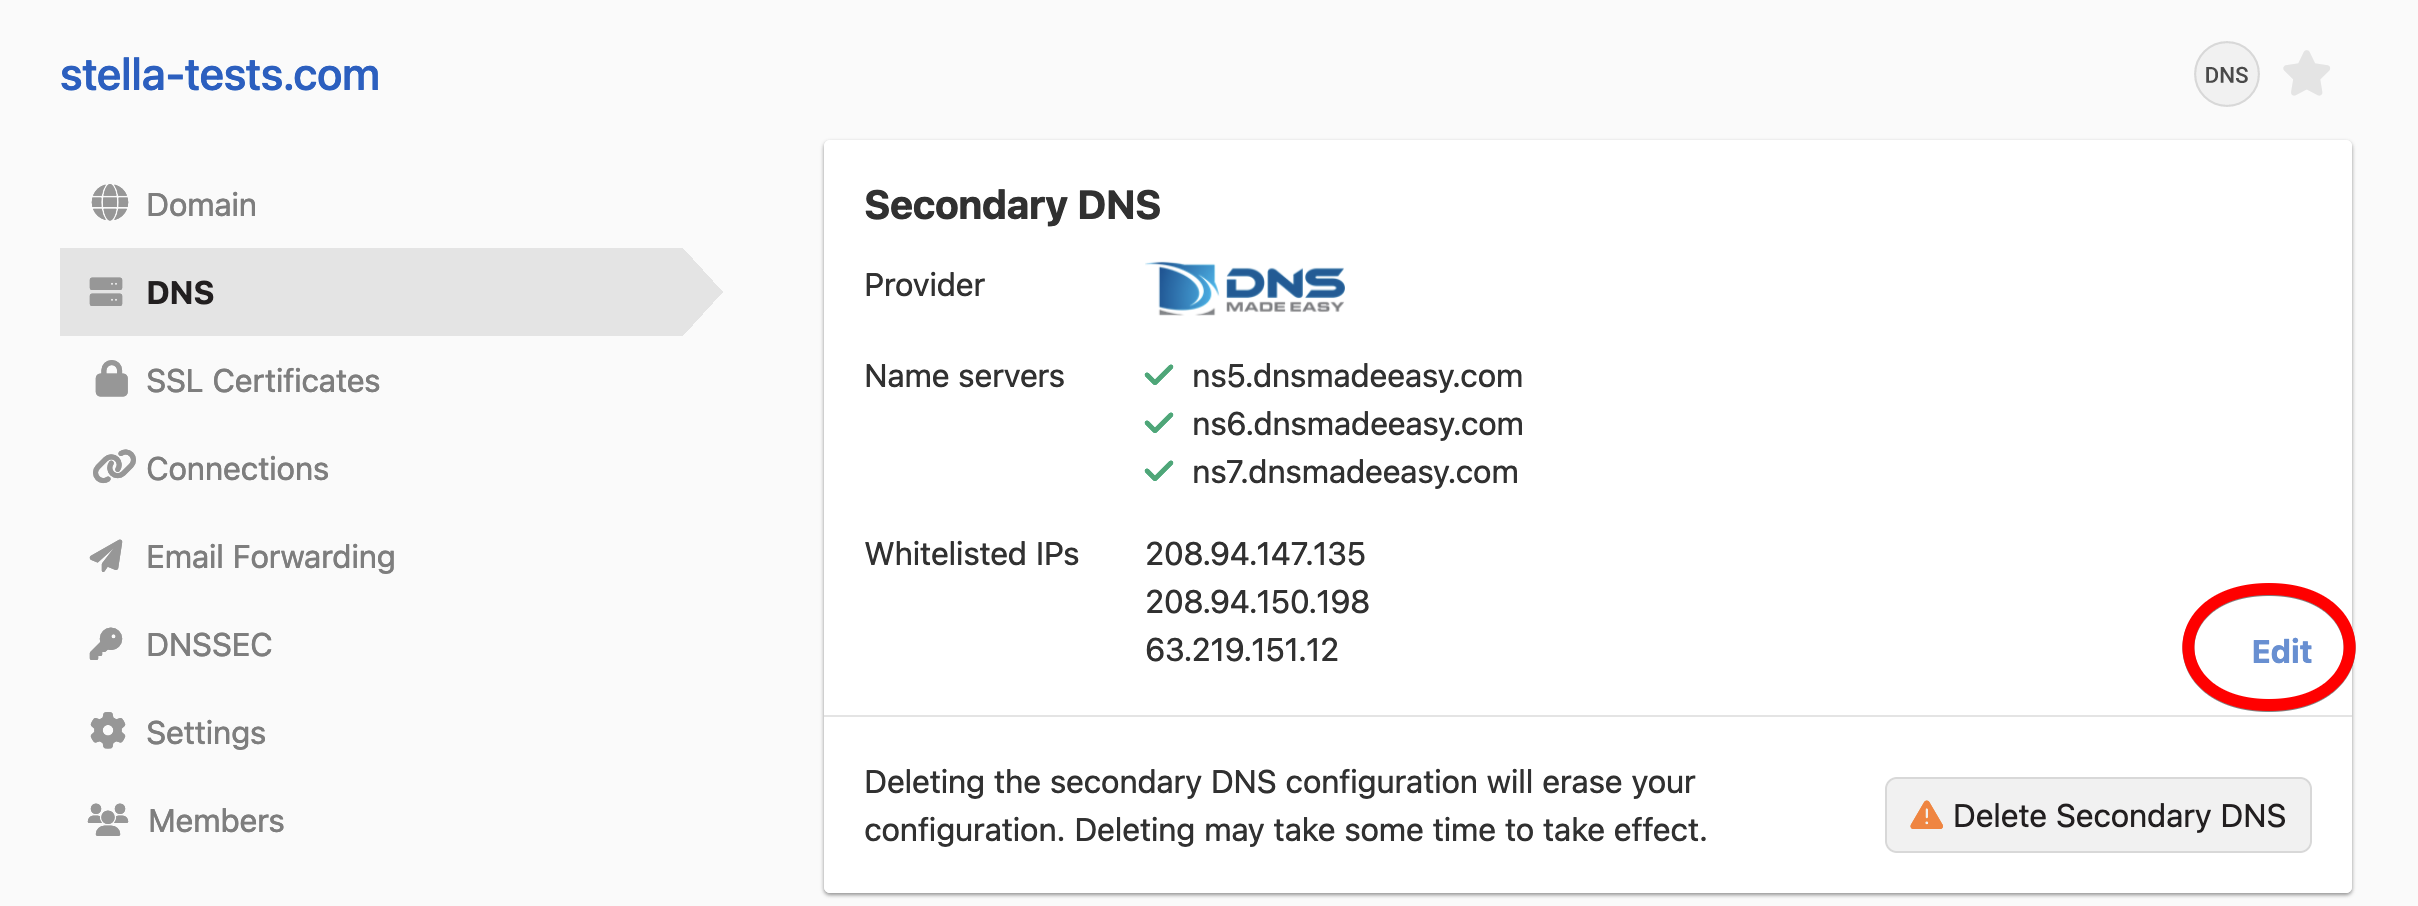 stella-tests.com
DNS
Domain
DNS
SSL Certificates
Connections
Email Forwarding
DNSSEC
Settings
Members
Secondary DNS
Provider
DNS
MADE EASY
Name servers
ns5.dnsmadeeasy.com
ns6.dnsmadeeasy.com
ns7.dnsmadeeasy.com
Whitelisted IPs
208.94.147.135
208.94.150.198
63.219.151.12
Edit
Deleting the secondary DNS configuration will erase your
configuration. Deleting may take some time to take effect.
Delete Secondary DNS